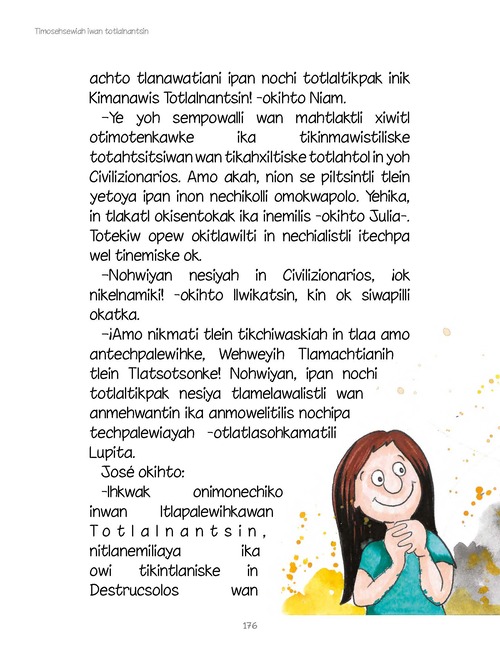 Timosehsewiah iwan totlalnantsin
achto tlanawatiani ipan nochi totlaltikpak inik
Kimanawis Totlalnantsin! -okihto Niam.
–Ye yoh sempowalli wan mahtlaktli xiwitl
otimotenkawke ika tikinmawistiliske
totahtsitsiwan wan tikahxiltiske totlahtol in yoh
Civilizionarios. Amo akah, nion se piltsintli tlein
yetoya ipan inon nechikolli omokwapolo. Yehika,
in tlakatl okisentokak ika inemilis -okihto Julia-.
Totekiw opew okitlawilti in nechialistli itechpa
wel tinemiske ok.
–Nohwiyan nesiyah in Civilizionarios, ¡ok
nikelnamiki! -okihto Ilwikatsin, kin ok siwapilli
okatka.
–¡Amo nikmati tlein tikchiwaskiah in tlaa amo
antechpalewihke, Wehweyih Tlamachtianih
tlein Tlatsotsonke! Nohwiyan, ipan nochi
totlaltikpak nesiya tlamelawalistli wan
anmehwantin ika anmowelitilis nochipa
techpalewiayah -otlatlasohkamatili
Lupita.
José okihto:
-Ihkwak onimonechiko
inwan Itlapalewihkawan
Totlalnantsin,
nitlanemiliaya ika
owi tikintlaniske in
Destrucsolos wan
176